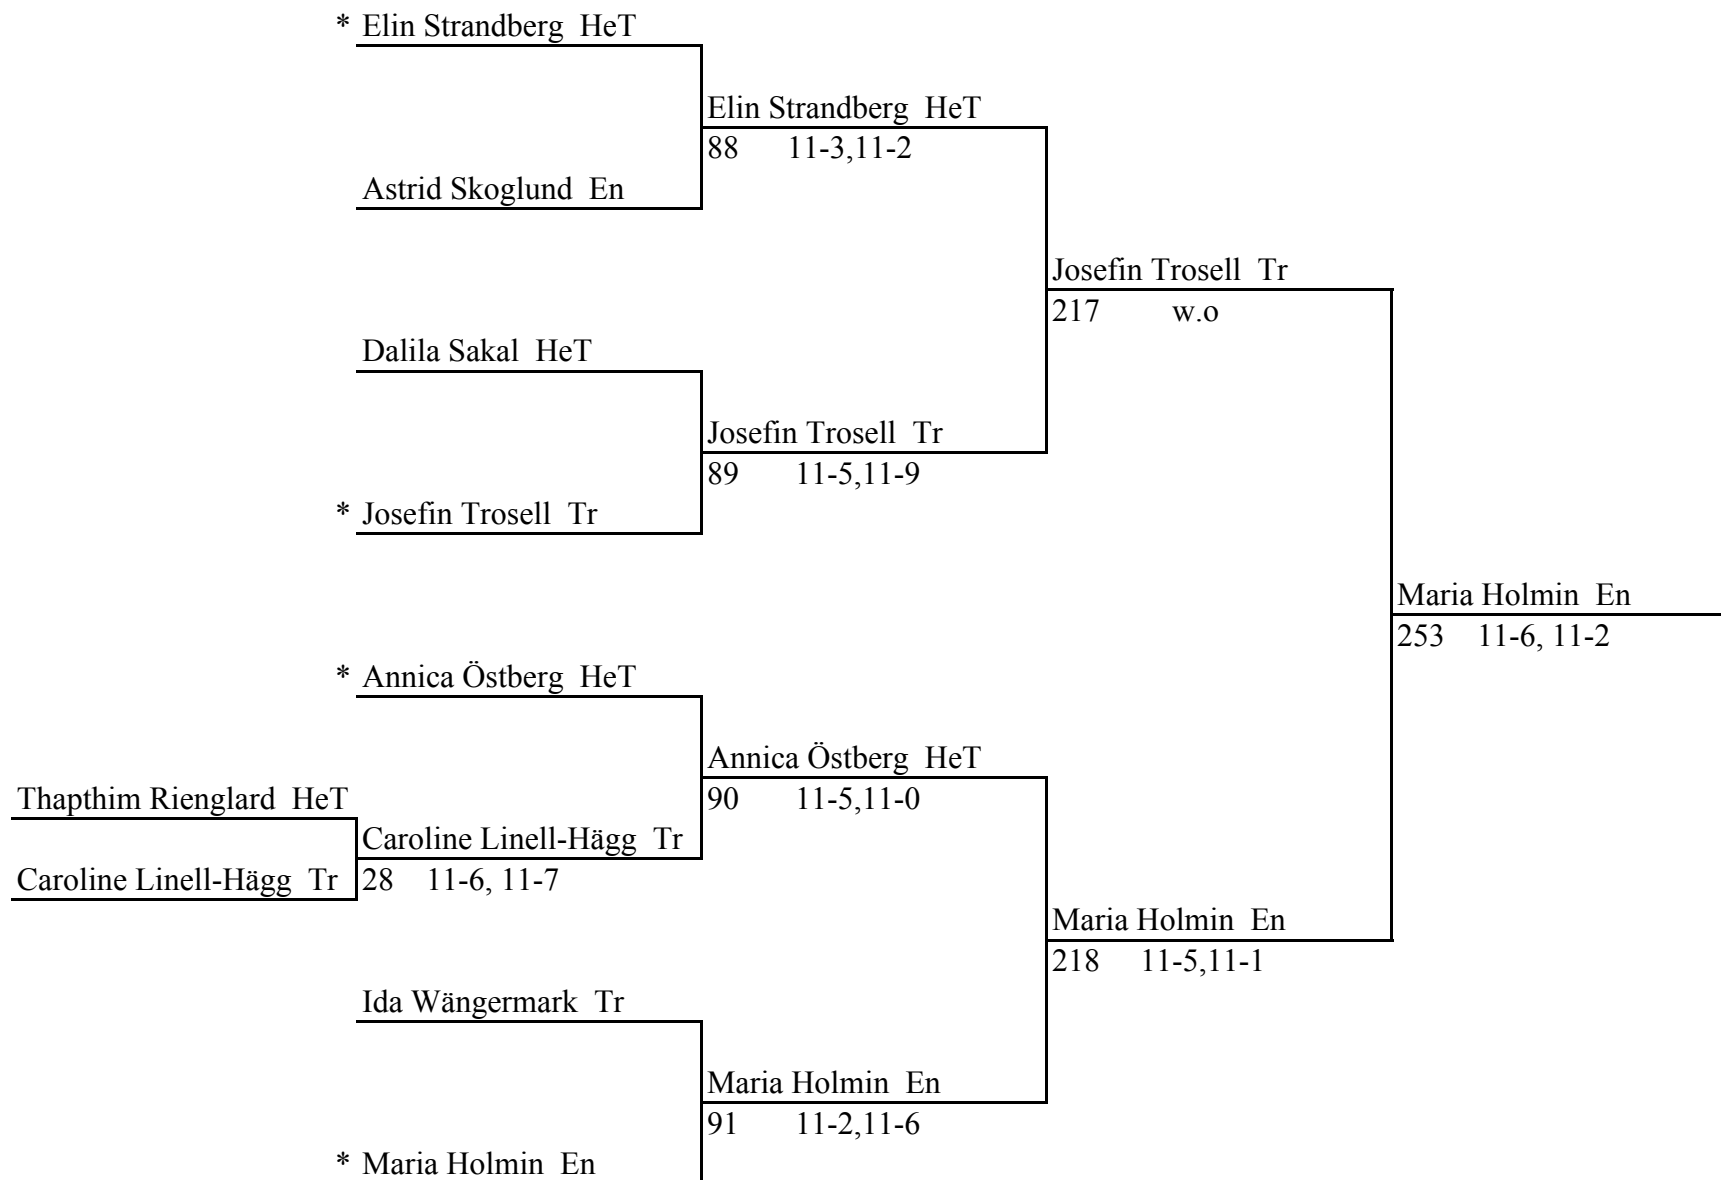 * Elin Strandberg HeT
Elin Strandberg HeT
88 11-3,11-2
Astrid Skoglund En
Josefin Trosell Tr
217 w.o
Dalila Sakal HeT
Josefin Trosell Tr
89 11-5,11-9
* Josefin Trosell Tr
Maria Holmin En
253 11-6, 11-2
* Annica Östberg HeT
Annica Östberg HeT
90 11-5,11-0
Thapthim Rienglard HeT
Caroline Linell-Hägg Tr
28 11-6, 11-7
Caroline Linell-Hägg Tr
Maria Holmin En
218 11-5,11-1
Ida Wängermark Tr
Maria Holmin En
91 11-2,11-6
* Maria Holmin En